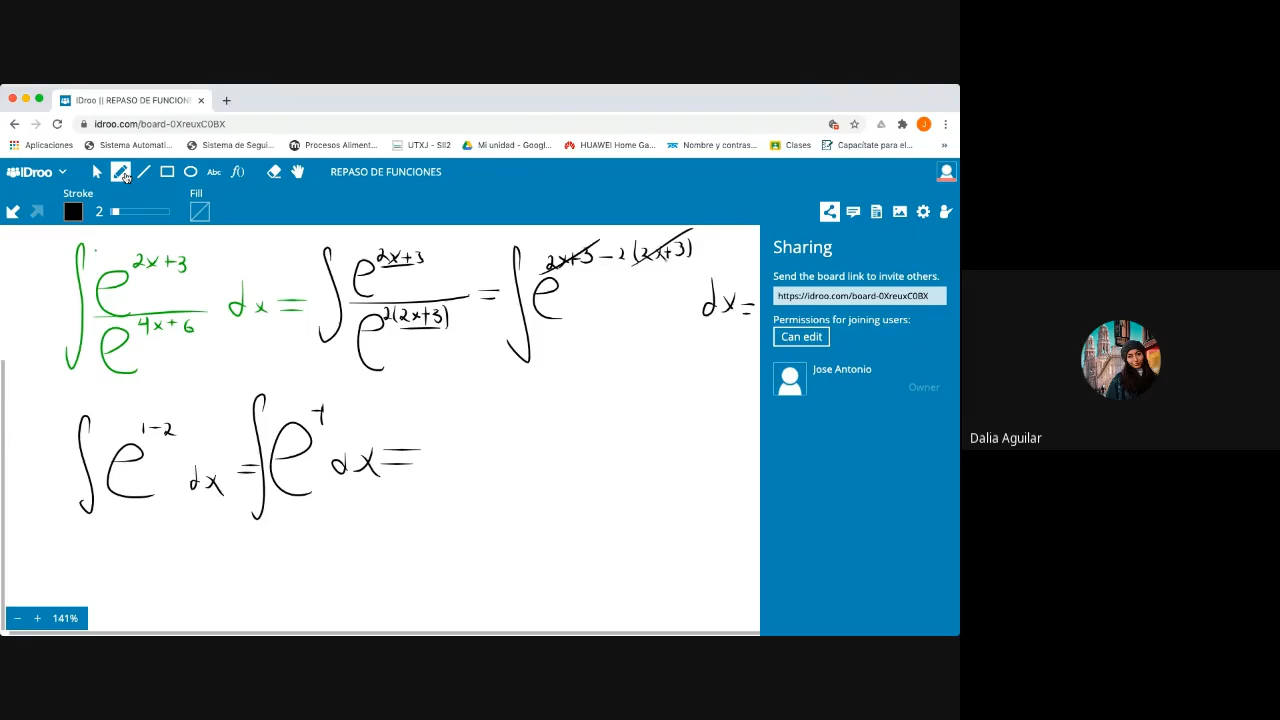 IDroo || REPASO DE FUNCION
idroo.com/board-0XreuxC0BX
J
Aplicaciones
Sistema Automati...
Sistema de Segui...
Procesos Aliment...
UTXJ - SII2
Mi unidad - Googl...
HUAWEI Home Ga...
Nombre y contras...
Clases
Capacítate para el...
»
IDroo
Abc
f()
REPASO DE FUNCIONES
Stroke
Fill
2
∫ e^{2x+3} / e^{4x+6} dx = ∫ e^{2x+3} / e^{2(2x+3)} = ∫ e^{2x+3-2(2x+3)} dx =
∫ e^{1-2} dx = ∫ e^{-1} dx =
- + 141%
Sharing
Send the board link to invite others.
https://idroo.com/board-0XreuxC0BX
Permissions for joining users:
Can edit
Jose Antonio
Owner
Dalia Aguilar